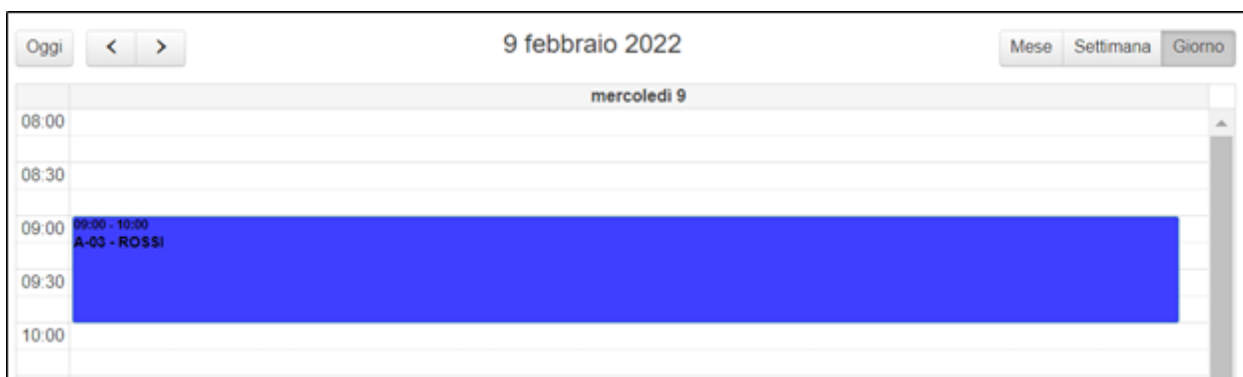 Oggi < > 9 febbraio 2022 Mese Settimana Giorno
mercoledì 9
08:00
08:30
09:00 09:00 - 10:00
A-03 - ROSSI
09:30
10:00